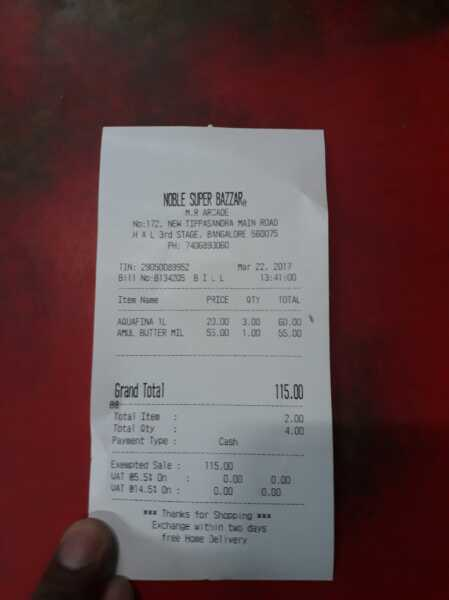 NOBLE SUPER BAZZAR
M.R ARCADE
No:172, NEW TIPPASANDRA MAIN ROAD
H A L 3rd STAGE, BANGALORE 560075
PH: 7406893060
TIN: 29050089952 Mar 22, 2017
Bill No:B134205 B I L L 13:41:00
Item Name PRICE QTY TOTAL
AQUAFINA 1L 20.00 3.00 60.00
AMUL BUTTER MIL 55.00 1.00 55.00
Grand Total 115.00
Total Item : 2.00
Total Qty : 4.00
Payment Type : Cash
Exempted Sale : 115.00
VAT @5.5% On : 0.00 0.00
VAT @14.5% On : 0.00 0.00
*** Thanks for Shopping ***
Exchange within two days
free Home Delivery